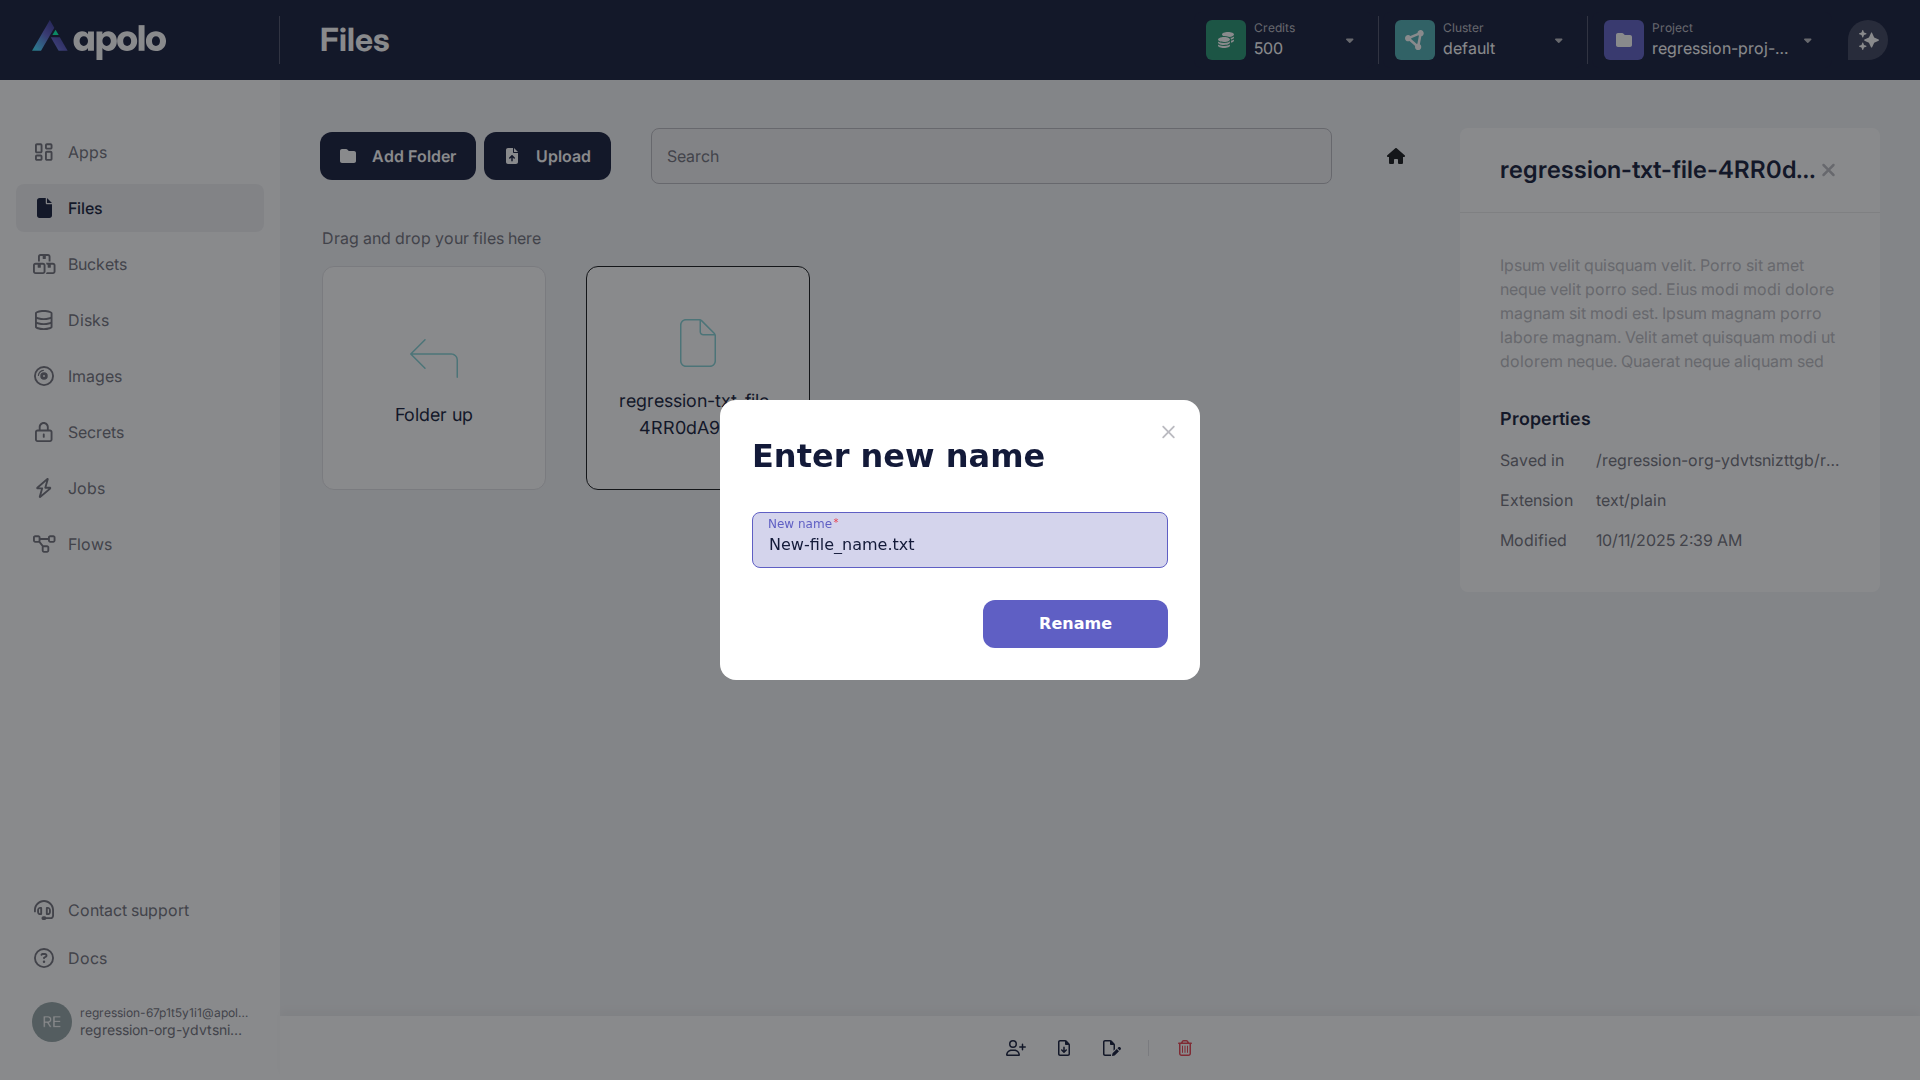 apolo
Files
Credits
500
Cluster
default
Project
regression-proj-...
Apps
Files
Buckets
Disks
Images
Secrets
Jobs
Flows
Contact support
Docs
RE
regression-67p1t5y1i1@apol...
regression-org-ydvtsni...
Add Folder
Upload
Search
Drag and drop your files here
Folder up
regression-txt-file-
4RR0dA9
regression-txt-file-4RR0d...
Ipsum velit quisquam velit. Porro sit amet
neque velit porro sed. Eius modi modi dolore
magnam sit modi est. Ipsum magnam porro
labore magnam. Velit amet quisquam modi ut
dolorem neque. Quaerat neque aliquam sed
Properties
Saved in /regression-org-ydvtsnizttgb/r...
Extension text/plain
Modified 10/11/2025 2:39 AM
Enter new name
New name*
New-file_name.txt
Rename